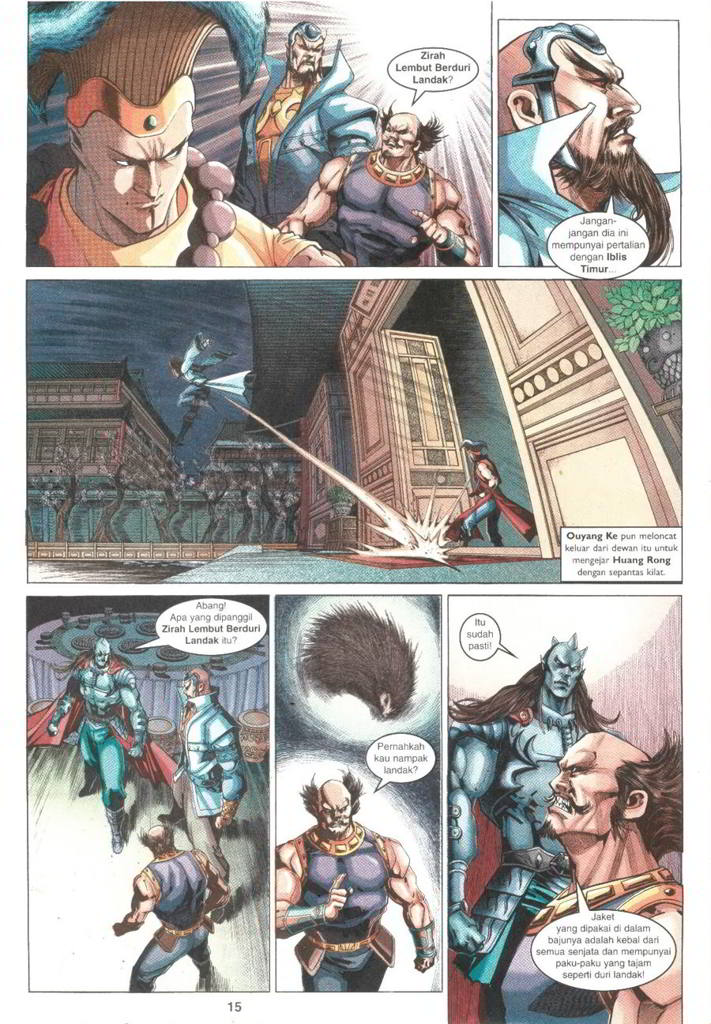 Zirah
Lembut Berduri
Landak?
Jangan-
jangan dia ini
mempunyai pertalian
dengan Iblis
Timur...
Ouyang Ke pun meloncat
keluar dari dewan itu untuk
mengejar Huang Rong
dengan sepantas kilat.
Abang!
Apa yang dipanggil
Zirah Lembut Berduri
Landak itu?
Pernahkah
kau nampak
landak?
Itu
sudah
pasti!
Jaket
yang dipakai di dalam
bajunya adalah kebal dari
semua senjata dan mempunyai
paku-paku yang tajam
seperti duri landak!
15